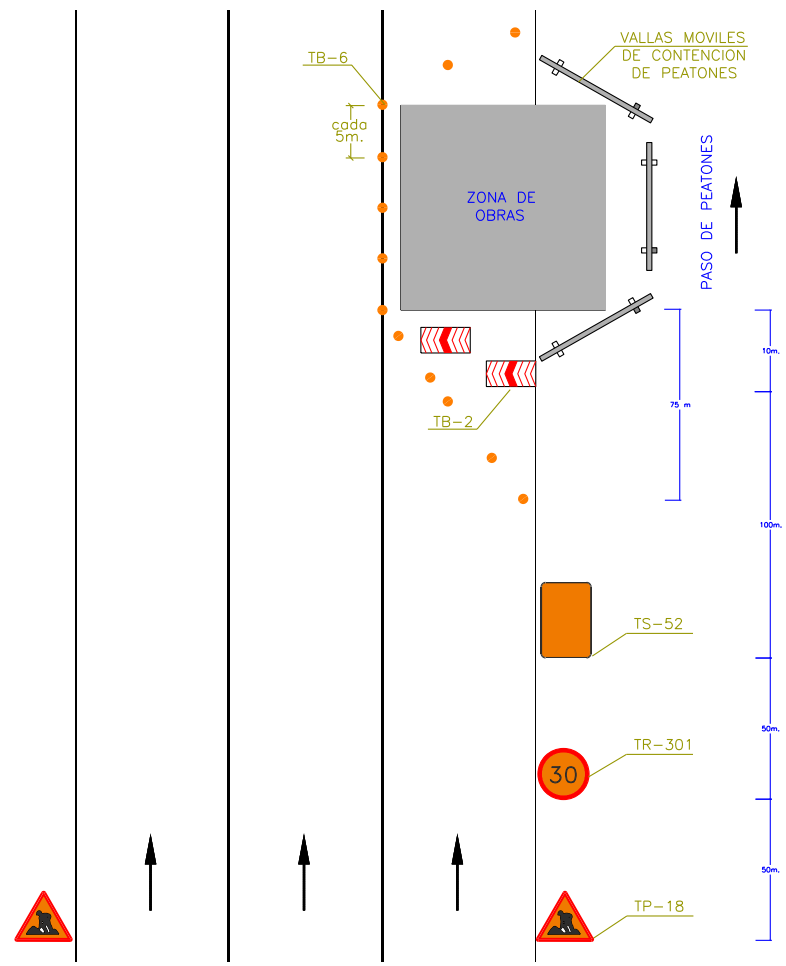 VALLAS MOVILES
DE CONTENCION
DE PEATONES
TB-6
cada
5m.
ZONA DE
OBRAS
PASO DE PEATONES
10m.
75 m
TB-2
100m.
TS-52
50m.
TR-301
30
50m.
TP-18